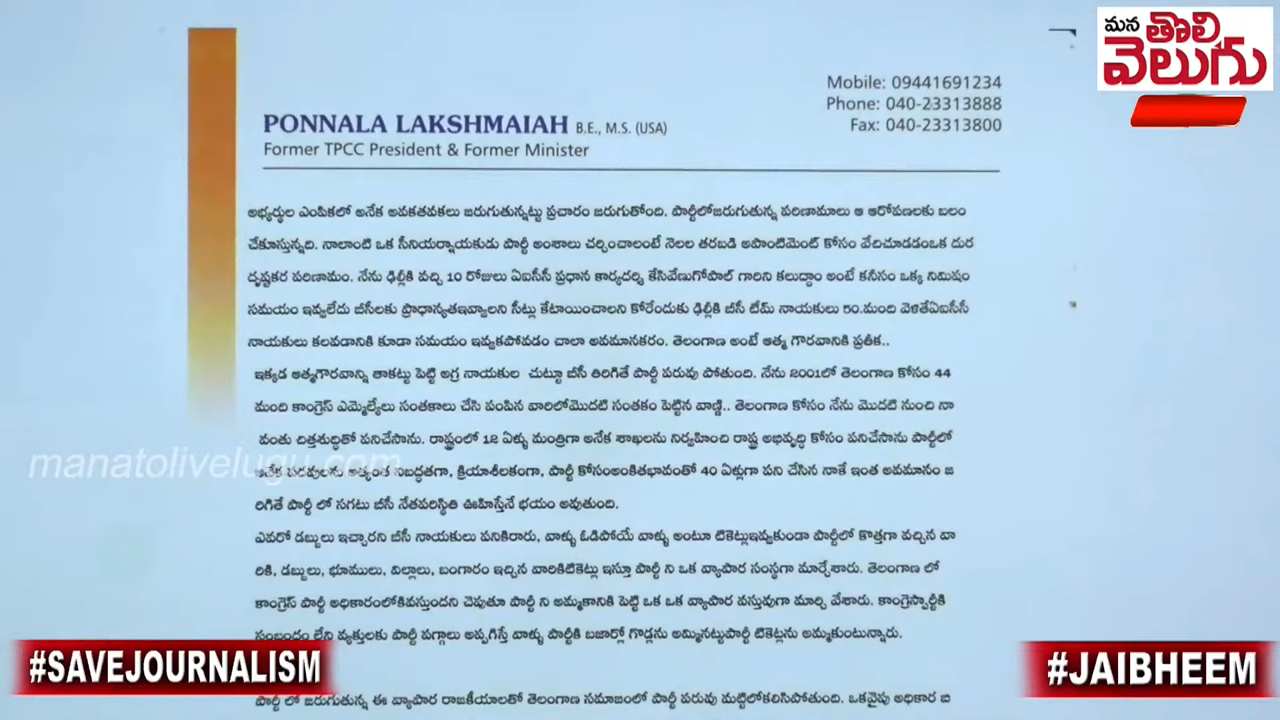 మన తొలి
వెలుగు
Mobile: 09441691234
Phone: 040-23313888
Fax: 040-23313800
PONNALA LAKSHMAIAH B.E., M.S. (USA)
Former TPCC President & Former Minister
అభ్యర్థుల ఎంపికలో అనేక అవకతవకలు జరుగుతున్నట్టు ప్రచారం జరుగుతోంది. పార్టీలోజరుగుతున్న పరిణామాలు ఆ ఆరోపణలకు బలం
చేకూస్తున్నది. నాలాంటి ఒక సీనియర్నాయకుడు పార్టీ అంశాలు చర్చించాలంటే నెలల తరబడి అపాంటిమెంట్ కోసం వేచిచూడడంఒక దుర
దృష్టకర పరిణామం. నేను ఢిల్లీకి వచ్చి 10 రోజులు ఏఐసీసీ ప్రధాన కార్యదర్శి కేసివేణుగోపాల్ గారిని కలుద్దాం అంటే కనీసం ఒక్క నిమిషం
సమయం ఇవ్వలేదు బీసీలకు ప్రాధాన్యతఇవ్వాలని సీట్లు కేటాయించాలని కోరేందుకు ఢిల్లీకి బీసీ టీమ్ నాయకులు 50.మంది వెళితేఏఐసీసీ
నాయకులు కలవడానికి కూడా సమయం ఇవ్వకపోవడం చాలా అవమానకరం. తెలంగాణ అంటే ఆత్మ గౌరవానికి ప్రతీక..
ఇక్కడ ఆత్మగౌరవాన్ని తాకట్టు పెట్టి అగ్ర నాయకుల చుట్టూ బీసీ తిరిగితే పార్టీ పరువు పోతుంది. నేను 2001లో తెలంగాణ కోసం 44
మంది కాంగ్రెస్ ఎమ్మెల్యేలు సంతకాలు చేసి పంపిన వారిలోమొదటి సంతకం పెట్టిన వాణ్ణి.. తెలంగాణ కోసం నేను మొదటి నుంచి నా
వంతు చిత్తశుద్ధితో పనిచేసాను. రాష్ట్రంలో 12 ఏళ్ళు మంత్రిగా అనేక శాఖలను నిర్వహించి రాష్ట్ర అభివృద్ధి కోసం పనిచేసాను పార్టీలో
అనేక పదవులను అత్యంత నిబద్ధతగా, క్రియాశీలకంగా, పార్టీ కోసంఅంకితభావంతో 40 ఏళ్లుగా పని చేసిన నాకే ఇంత అవమానం జ
రిగితే పార్టీ లో సగటు బీసీ నేతపరిస్థితి ఊహిస్తేనే భయం అవుతుంది.
ఎవరో డబ్బులు ఇచ్చారని బీసీ నాయకులు పనికిరారు, వాళ్ళు ఓడిపోయే వాళ్ళు అంటూ టికెట్లుఇవ్వకుండా పార్టీలో కొత్తగా వచ్చిన వా
రికి, డబ్బులు, భూములు, విల్లాలు, బంగారం ఇచ్చిన వారికిటికెట్లు ఇస్తూ పార్టీ ని ఒక వ్యాపార సంస్థగా మార్చేశారు. తెలంగాణ లో
కాంగ్రెస్ పార్టీ అధికారంలోకివస్తుందని చెపుతూ పార్టీ ని అమ్మకానికి పెట్టి ఒక ఒక వ్యాపార వస్తువుగా మార్చి వేశారు. కాంగ్రెస్పార్టీకి
సంబందం లేని వ్యక్తులకు పార్టీ పగ్గాలు అప్పగిస్తే వాళ్ళు పార్టీకి బజార్లో గొడ్లను అమ్మినట్టుపార్టీ టికెట్లను అమ్మకుంటున్నారు.
పార్టీ లో జరుగుతున్న ఈ వ్యాపార రాజకీయాలతో తెలంగాణ సమాజంలో పార్టీ పరువు మట్టిలోకలిసిపోతుంది. ఒకవైపు అధికార బి
manatolivelugu.com
#SAVEJOURNALISM
#JAIBHEEM